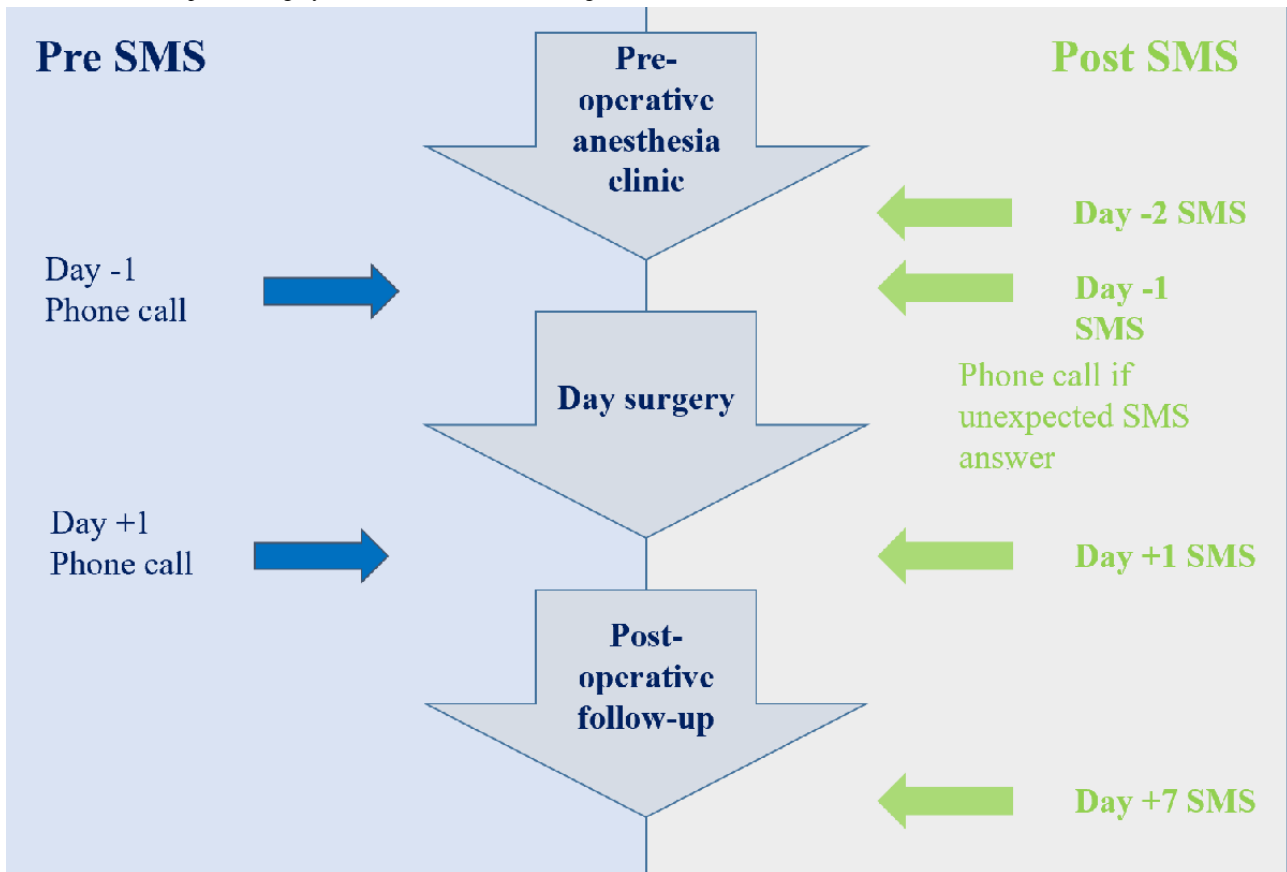 Pre SMS
Post SMS
Pre-
operative
anesthesia
clinic
Day -2 SMS
Day -1
Phone call
Day -1
SMS
Day surgery
Phone call if
unexpected SMS
answer
Day +1
Phone call
Day +1 SMS
Post-
operative
follow-up
Day +7 SMS